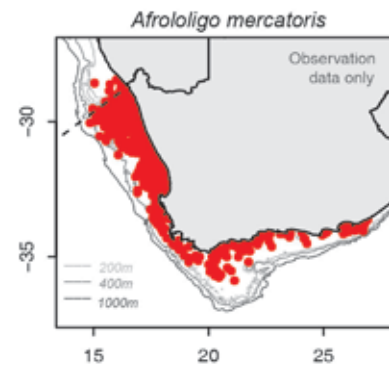 Afrololigo mercatoris
Observation
data only
−30
−35
200m
400m
1000m
15
20
25